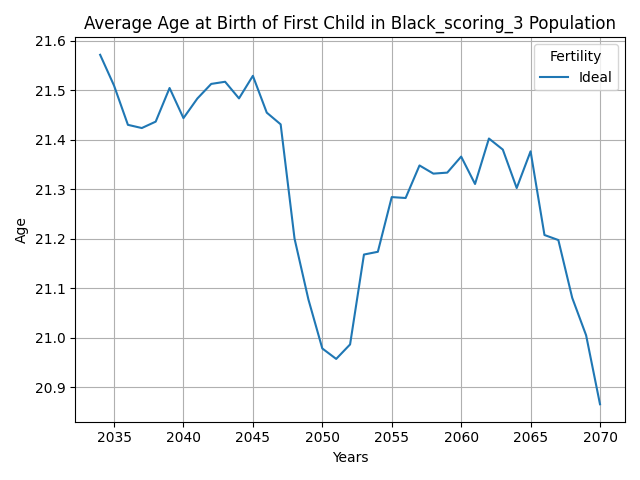 Average Age at Birth of First Child in Black_scoring_3 Population
21.6
21.5
21.4
21.3
21.2
21.1
21.0
20.9
Age
Fertility
Ideal
2035 2040 2045 2050 2055 2060 2065 2070
Years